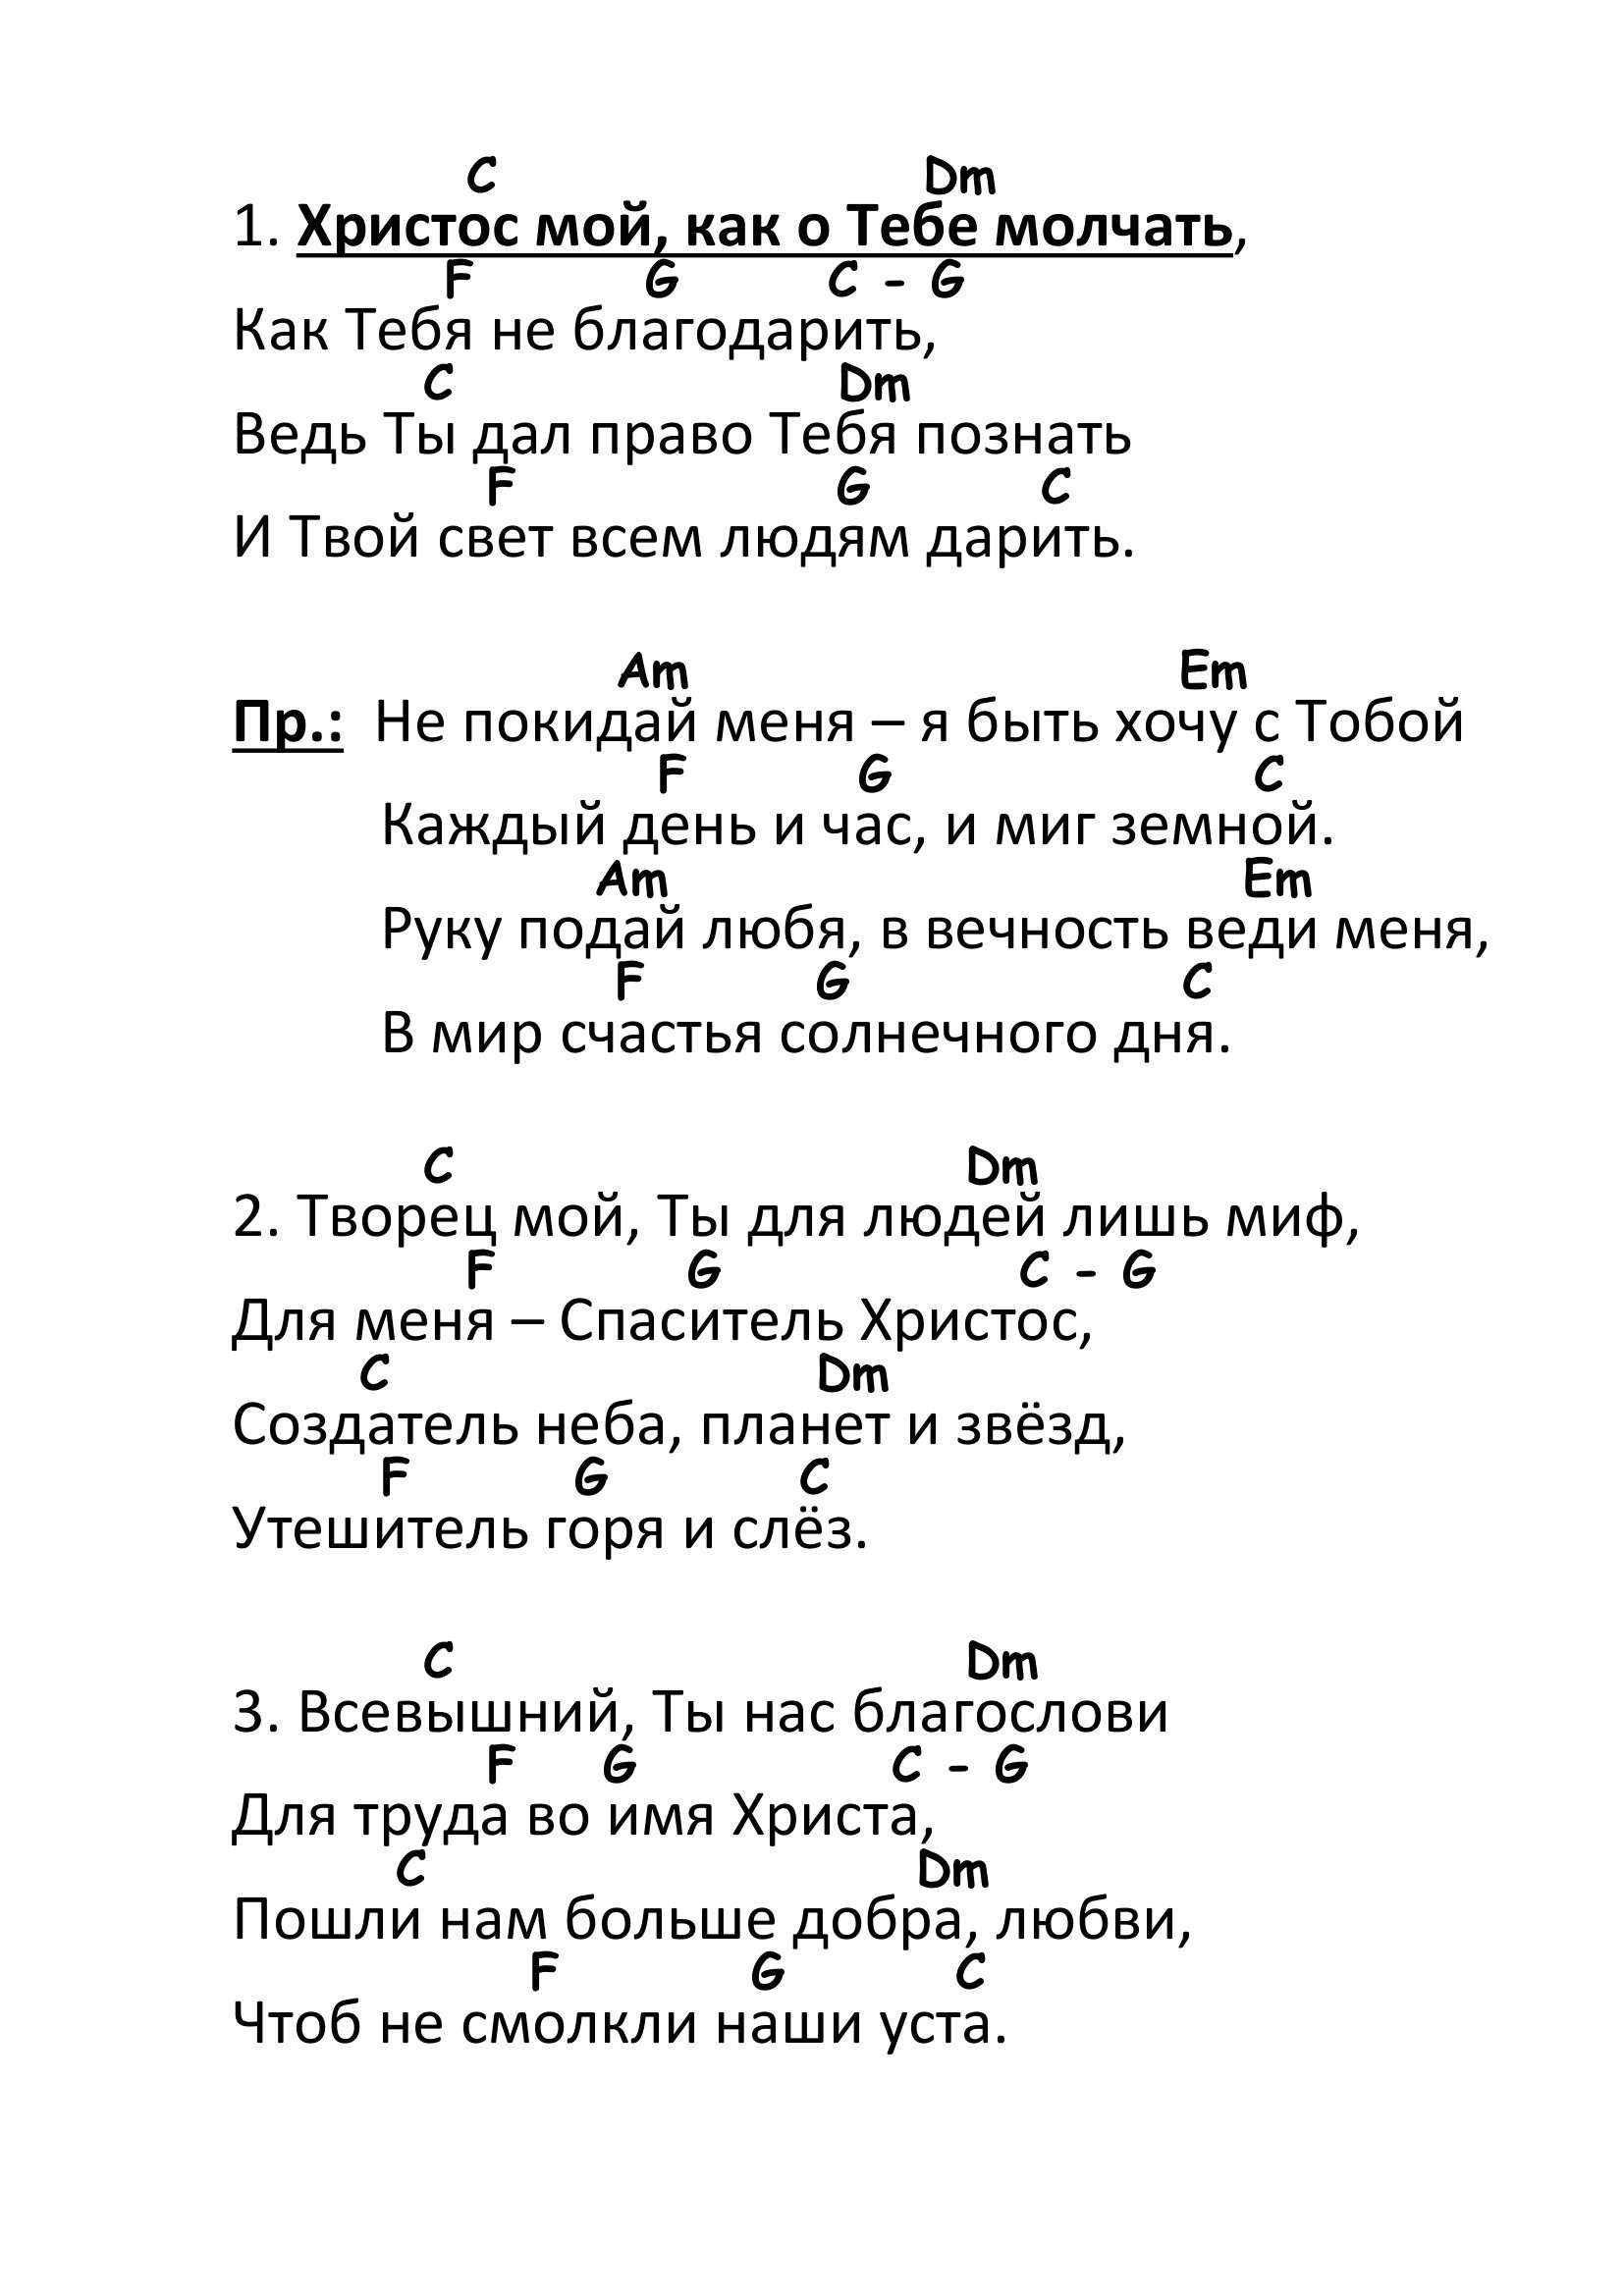 C Dm
1. Христос мой, как о Тебе молчать,
F G C - G
Как Тебя не благодарить,
C Dm
Ведь Ты дал право Тебя познать
F G C
И Твой свет всем людям дарить.
Am Em
Пр.: Не покидай меня – я быть хочу с Тобой
F G C
Каждый день и час, и миг земной.
Am Em
Руку подай любя, в вечность веди меня,
F G C
В мир счастья солнечного дня.
C Dm
2. Творец мой, Ты для людей лишь миф,
F G C - G
Для меня – Спаситель Христос,
C Dm
Создатель неба, планет и звёзд,
F G C
Утешитель горя и слёз.
C Dm
3. Всевышний, Ты нас благослови
F G C - G
Для труда во имя Христа,
C Dm
Пошли нам больше добра, любви,
F G C
Чтоб не смолкли наши уста.